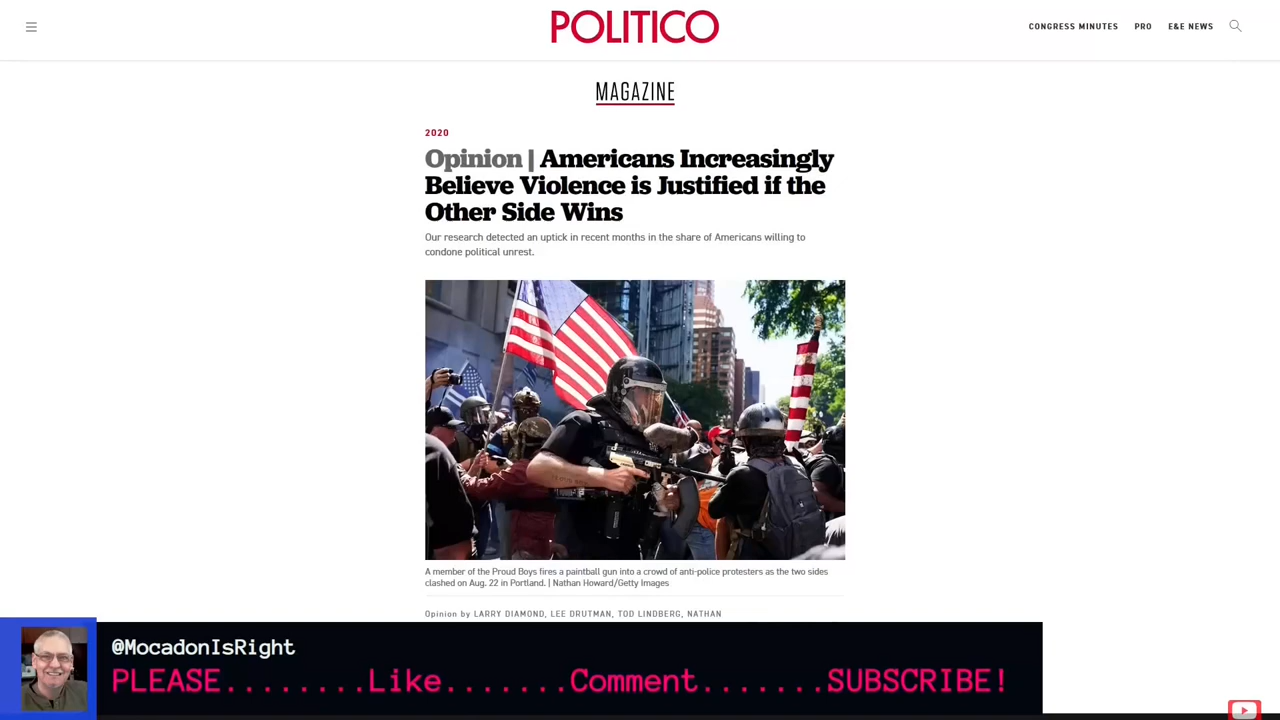 POLITICO
CONGRESS MINUTES PRO E&E NEWS
MAGAZINE
2020
Opinion | Americans Increasingly
Believe Violence is Justified if the
Other Side Wins
Our research detected an uptick in recent months in the share of Americans willing to
condone political unrest.
A member of the Proud Boys fires a paintball gun into a crowd of anti-police protesters as the two sides
clashed on Aug. 22 in Portland. | Nathan Howard/Getty Images
Opinion by LARRY DIAMOND, LEE DRUTMAN, TOD LINDBERG, NATHAN
@MocadonIsRight
PLEASE........Like.......Comment.......SUBSCRIBE!